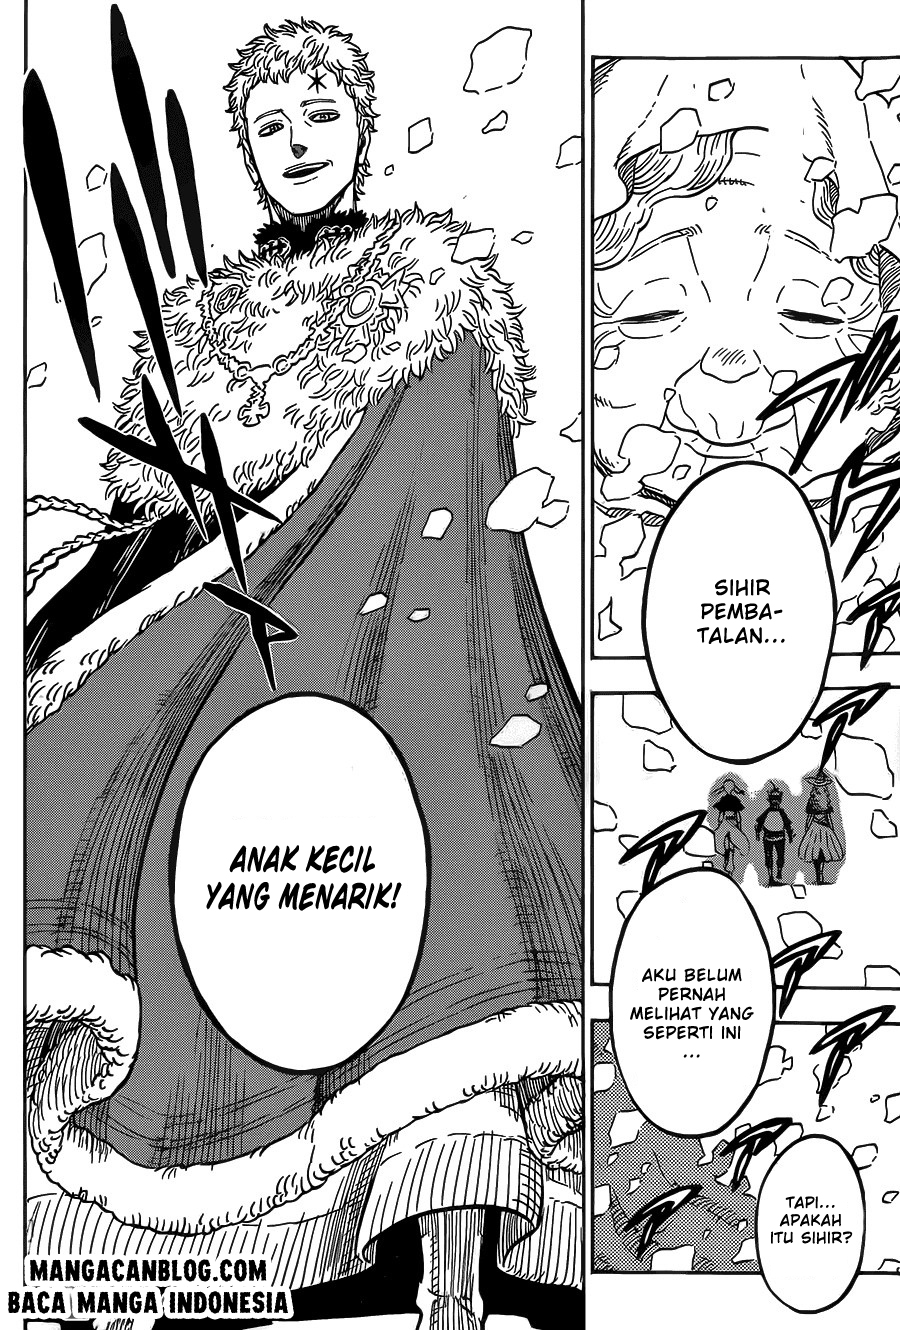 SIHIR
PEMBA-
TALAN...
AKU BELUM
PERNAH
MELIHAT YANG
SEPERTI INI
...
TAPI...
APAKAH
ITU SIHIR?
ANAK KECIL
YANG MENARIK!
MANGACANBLOG.COM
BACA MANGA INDONESIA